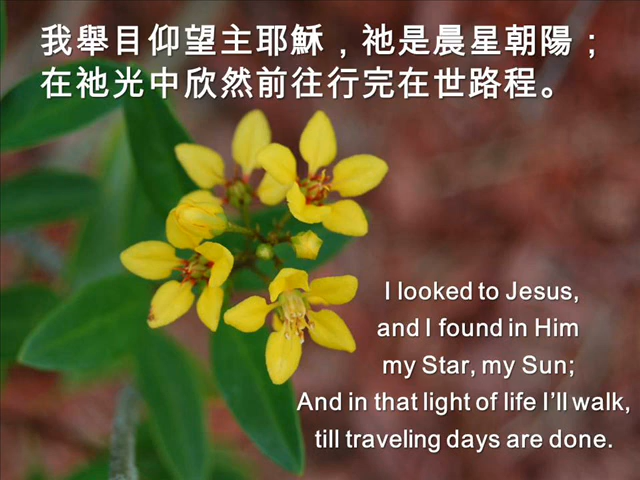 我舉目仰望主耶穌，祂是晨星朝陽；
在祂光中欣然前往行完在世路程。
I looked to Jesus,
and I found in Him
my Star, my Sun;
And in that light of life I’ll walk,
till traveling days are done.